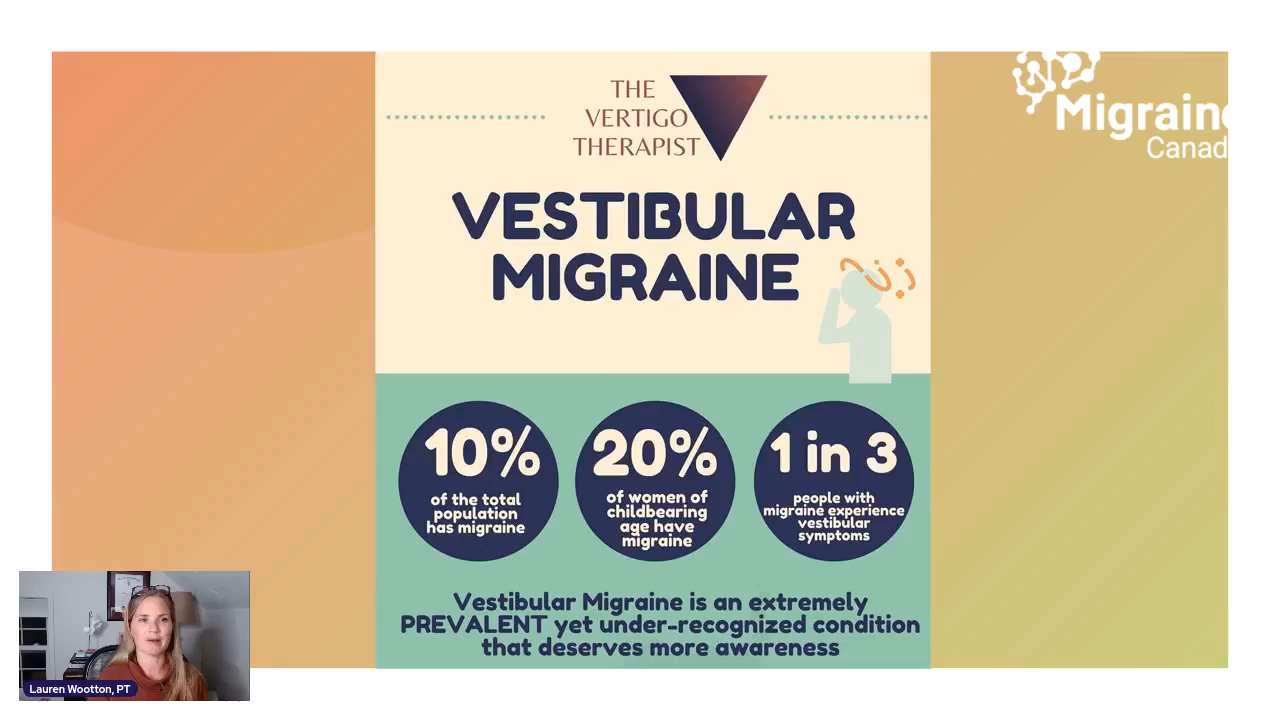 THE
VERTIGO
THERAPIST
Migraine
Canad
VESTIBULAR
MIGRAINE
10%
of the total
population
has migraine
20%
of women of
childbearing
age have
migraine
1 in 3
people with
migraine experience
vestibular
symptoms
Vestibular Migraine is an extremely
PREVALENT yet under-recognized condition
that deserves more awareness
Lauren Wootton, PT